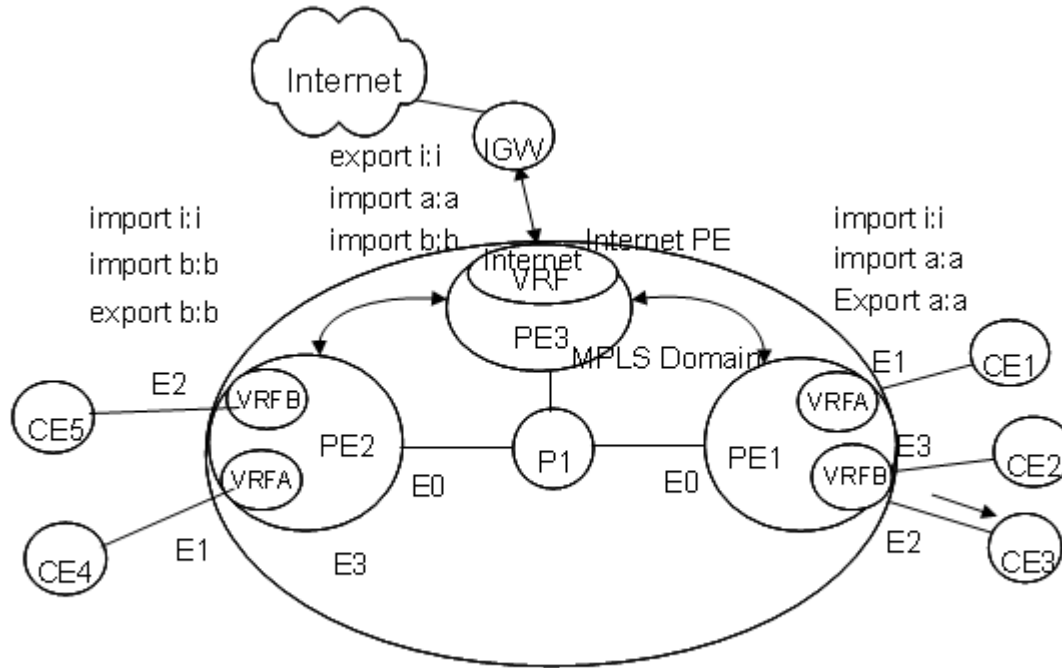 Internet
IGW
export i:i
import a:a
import b:b
import i:i
import b:b
export b:b
import i:i
import a:a
Export a:a
Internet PE
Internet
VRF
PE3
MPLS Domain
E1
CE1
VRFA
E2
VRFB
CE5
PE2
P1
PE1
E3
CE2
VRFB
VRFA
E0
E0
E2
CE3
CE4
E1
E3